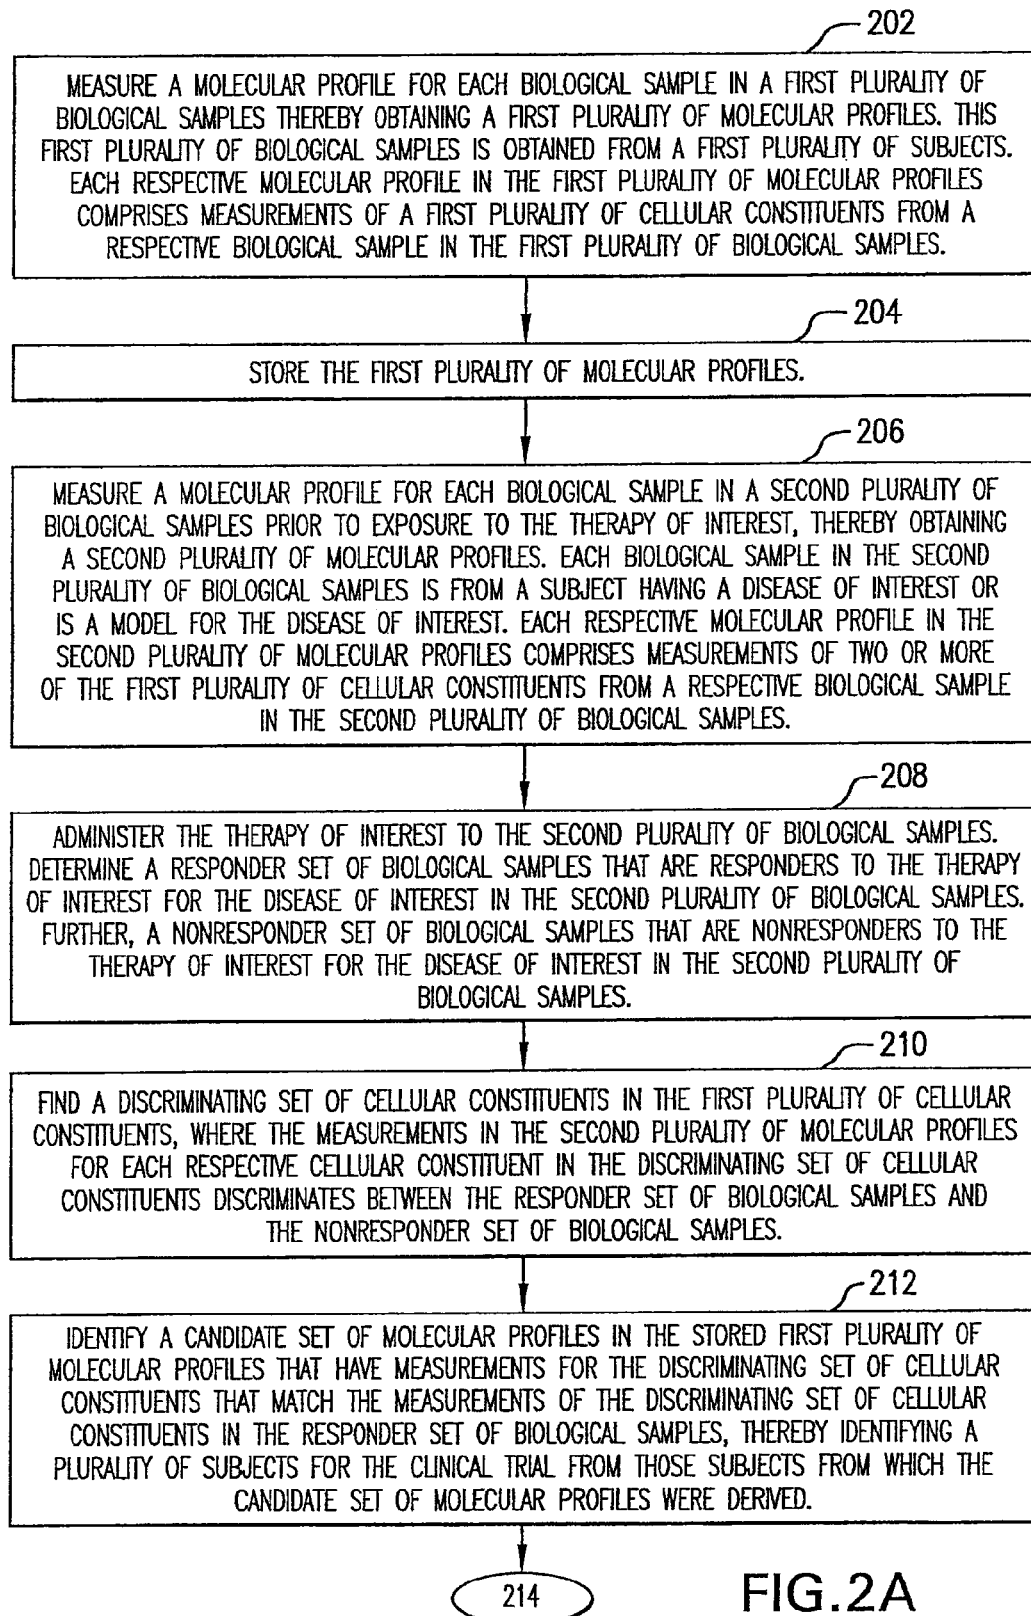 202
MEASURE A MOLECULAR PROFILE FOR EACH BIOLOGICAL SAMPLE IN A FIRST PLURALITY OF
BIOLOGICAL SAMPLES THEREBY OBTAINING A FIRST PLURALITY OF MOLECULAR PROFILES. THIS
FIRST PLURALITY OF BIOLOGICAL SAMPLES IS OBTAINED FROM A FIRST PLURALITY OF SUBJECTS.
EACH RESPECTIVE MOLECULAR PROFILE IN THE FIRST PLURALITY OF MOLECULAR PROFILES
COMPRISES MEASUREMENTS OF A FIRST PLURALITY OF CELLULAR CONSTITUENTS FROM A
RESPECTIVE BIOLOGICAL SAMPLE IN THE FIRST PLURALITY OF BIOLOGICAL SAMPLES.
204
STORE THE FIRST PLURALITY OF MOLECULAR PROFILES.
206
MEASURE A MOLECULAR PROFILE FOR EACH BIOLOGICAL SAMPLE IN A SECOND PLURALITY OF
BIOLOGICAL SAMPLES PRIOR TO EXPOSURE TO THE THERAPY OF INTEREST, THEREBY OBTAINING
A SECOND PLURALITY OF MOLECULAR PROFILES. EACH BIOLOGICAL SAMPLE IN THE SECOND
PLURALITY OF BIOLOGICAL SAMPLES IS FROM A SUBJECT HAVING A DISEASE OF INTEREST OR
IS A MODEL FOR THE DISEASE OF INTEREST. EACH RESPECTIVE MOLECULAR PROFILE IN THE
SECOND PLURALITY OF MOLECULAR PROFILES COMPRISES MEASUREMENTS OF TWO OR MORE
OF THE FIRST PLURALITY OF CELLULAR CONSTITUENTS FROM A RESPECTIVE BIOLOGICAL SAMPLE
IN THE SECOND PLURALITY OF BIOLOGICAL SAMPLES.
208
ADMINISTER THE THERAPY OF INTEREST TO THE SECOND PLURALITY OF BIOLOGICAL SAMPLES.
DETERMINE A RESPONDER SET OF BIOLOGICAL SAMPLES THAT ARE RESPONDERS TO THE THERAPY
OF INTEREST FOR THE DISEASE OF INTEREST IN THE SECOND PLURALITY OF BIOLOGICAL SAMPLES.
FURTHER, A NONRESPONDER SET OF BIOLOGICAL SAMPLES THAT ARE NONRESPONDERS TO THE
THERAPY OF INTEREST FOR THE DISEASE OF INTEREST IN THE SECOND PLURALITY OF
BIOLOGICAL SAMPLES.
210
FIND A DISCRIMINATING SET OF CELLULAR CONSTITUENTS IN THE FIRST PLURALITY OF CELLULAR
CONSTITUENTS, WHERE THE MEASUREMENTS IN THE SECOND PLURALITY OF MOLECULAR PROFILES
FOR EACH RESPECTIVE CELLULAR CONSTITUENT IN THE DISCRIMINATING SET OF CELLULAR
CONSTITUENTS DISCRIMINATES BETWEEN THE RESPONDER SET OF BIOLOGICAL SAMPLES AND
THE NONRESPONDER SET OF BIOLOGICAL SAMPLES.
212
IDENTIFY A CANDIDATE SET OF MOLECULAR PROFILES IN THE STORED FIRST PLURALITY OF
MOLECULAR PROFILES THAT HAVE MEASUREMENTS FOR THE DISCRIMINATING SET OF CELLULAR
CONSTITUENTS THAT MATCH THE MEASUREMENTS OF THE DISCRIMINATING SET OF CELLULAR
CONSTITUENTS IN THE RESPONDER SET OF BIOLOGICAL SAMPLES, THEREBY IDENTIFYING A
PLURALITY OF SUBJECTS FOR THE CLINICAL TRIAL FROM THOSE SUBJECTS FROM WHICH THE
CANDIDATE SET OF MOLECULAR PROFILES WERE DERIVED.
214
FIG.2A